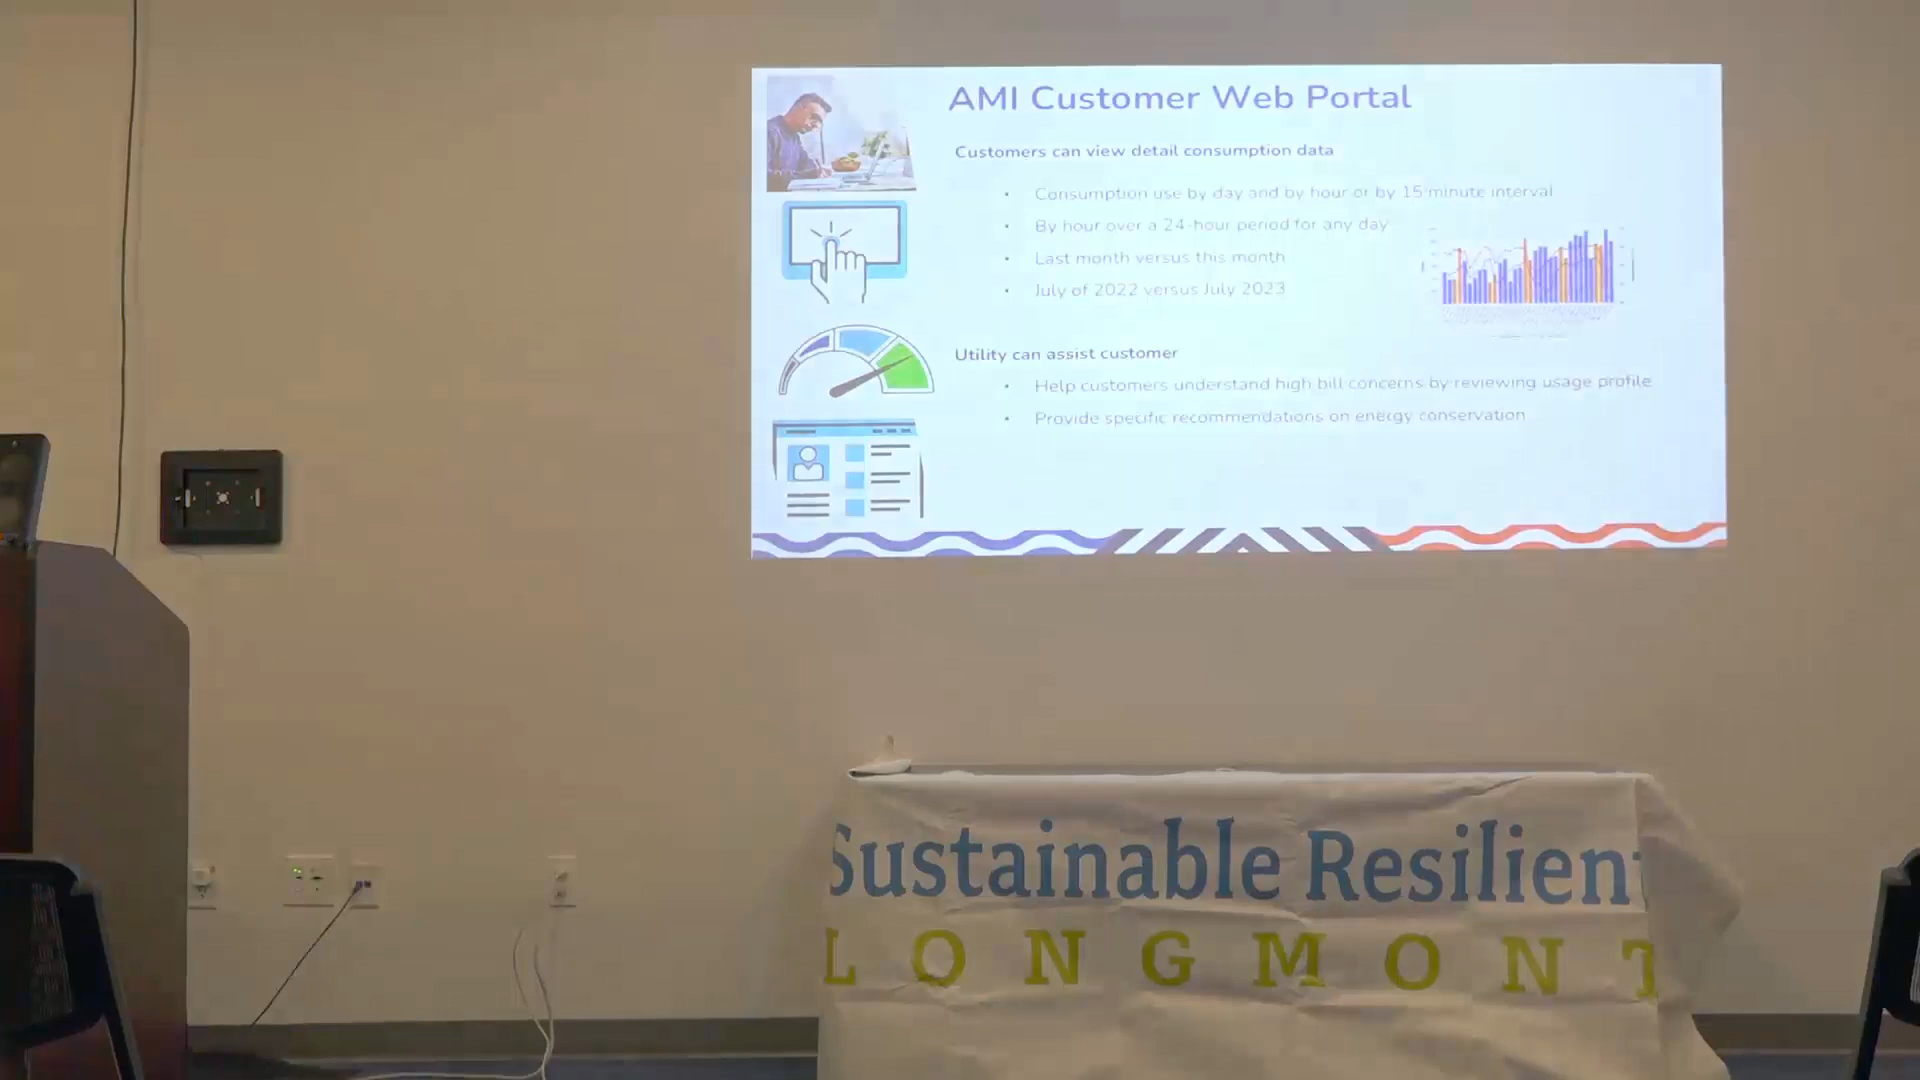 AMI Customer Web Portal
Customers can view detail consumption data
• Consumption use by day and by hour or by 15 minute interval
• By hour over a 24-hour period for any day
• Last month versus this month
• July of 2022 versus July 2023
Utility can assist customer
• Help customers understand high bill concerns by reviewing usage profile
• Provide specific recommendations on energy conservation
Sustainable Resilient
LONGMONT